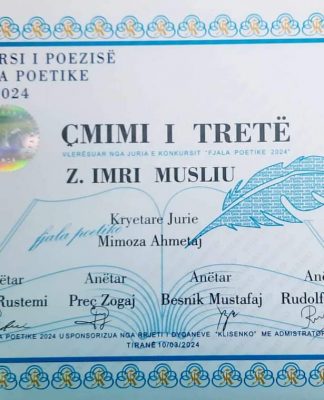 RSI I POEZISË
A POETIKE
2024
ÇMIMI I TRETË
VLERËSUAR NGA JURIA E KONKURSIT "FJALA POETIKE 2024"
Z. IMRI MUSLIU
Kryetare Jurie
fjala poetike
Mimoza Ahmetaj
ëtar Anëtar Anëtar Anëtar
Rustemi Preç Zogaj Besnik Mustafaj Rudolf
POETIKE 2024 U SPONSORIZUA NGA RRJETI I DYQANEVE "KLISENKO" ME ADMISTRATOR
TIRANË 10/03/2024